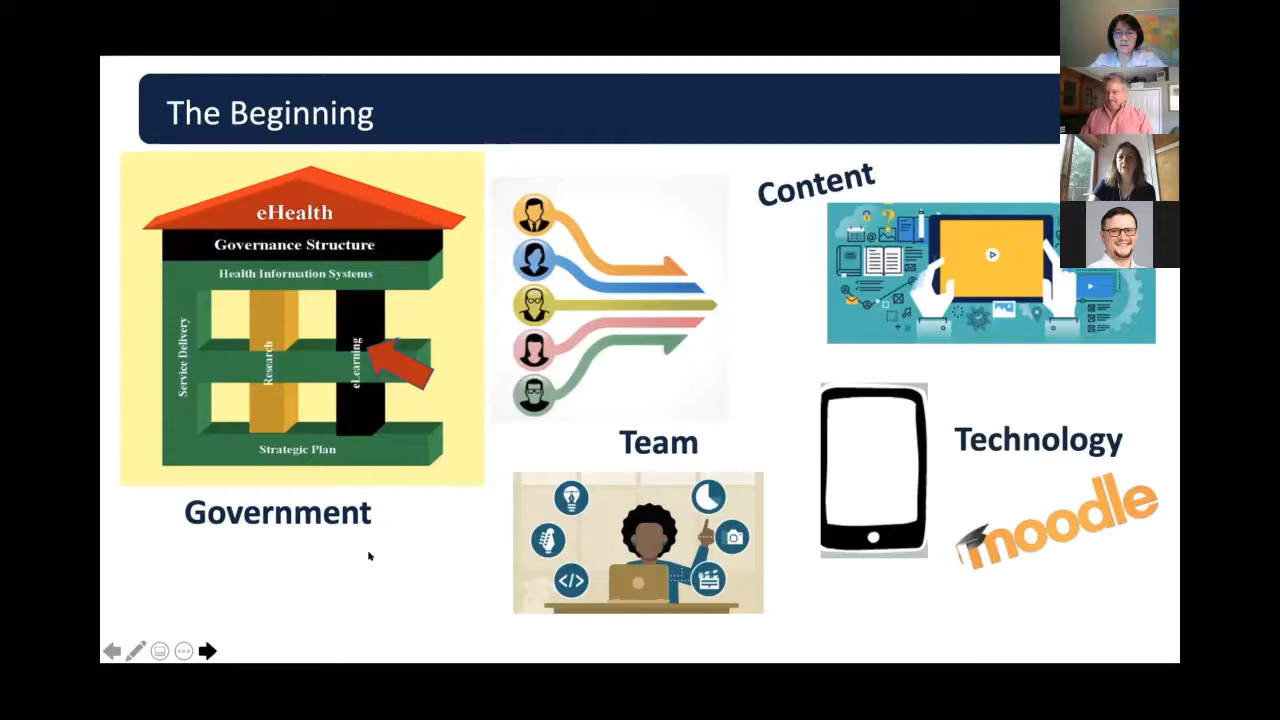 The Beginning
eHealth
Governance Structure
Health Information Systems
Service Delivery
Research
eLearning
Strategic Plan
Government
Team
</>
Content
Technology
moodle